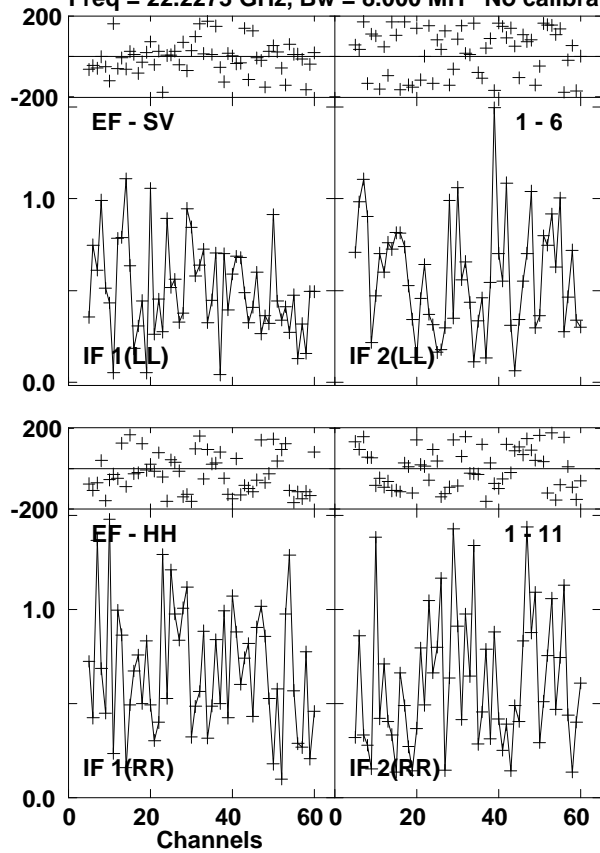 Freq = 22.2273 GHz, Bw = 8.000 MH No calibra
200
-200
EF - SV
1 - 6
1.0
IF 1(LL)
IF 2(LL)
0.0
200
-200
EF - HH
1 - 11
1.0
IF 1(RR)
IF 2(RR)
0.0
0 20 40 60 0 20 40 60
Channels